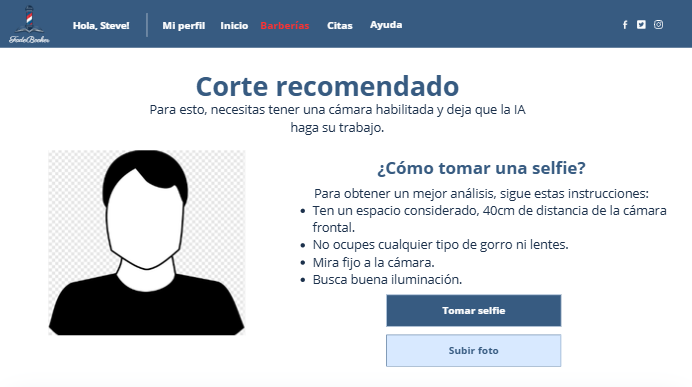 Hola, Steve!
Mi perfil
Inicio
Barberías
Citas
Ayuda
Corte recomendado
Para esto, necesitas tener una cámara habilitada y deja que la IA
haga su trabajo.
¿Cómo tomar una selfie?
Para obtener un mejor análisis, sigue estas instrucciones:
Ten un espacio considerado, 40cm de distancia de la cámara
frontal.
No ocupes cualquier tipo de gorro ni lentes.
Mira fijo a la cámara.
Busca buena iluminación.
Tomar selfie
Subir foto